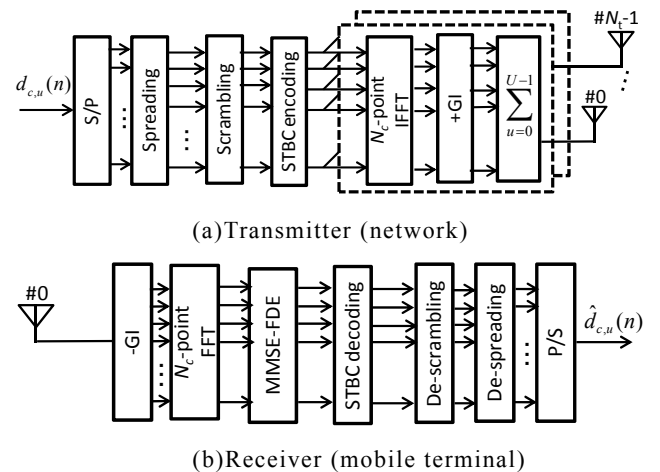 #N_t-1
#0
d_{c,u}(n)
S/P
Spreading
Scrambling
STBC encoding
N_c-point
IFFT
+GI
\sum_{u=0}^{U-1}
(a)Transmitter (network)
#0
-GI
N_c-point
FFT
MMSE-FDE
STBC decoding
De-scrambling
De-spreading
P/S
\hat{d}_{c,u}(n)
(b)Receiver (mobile terminal)